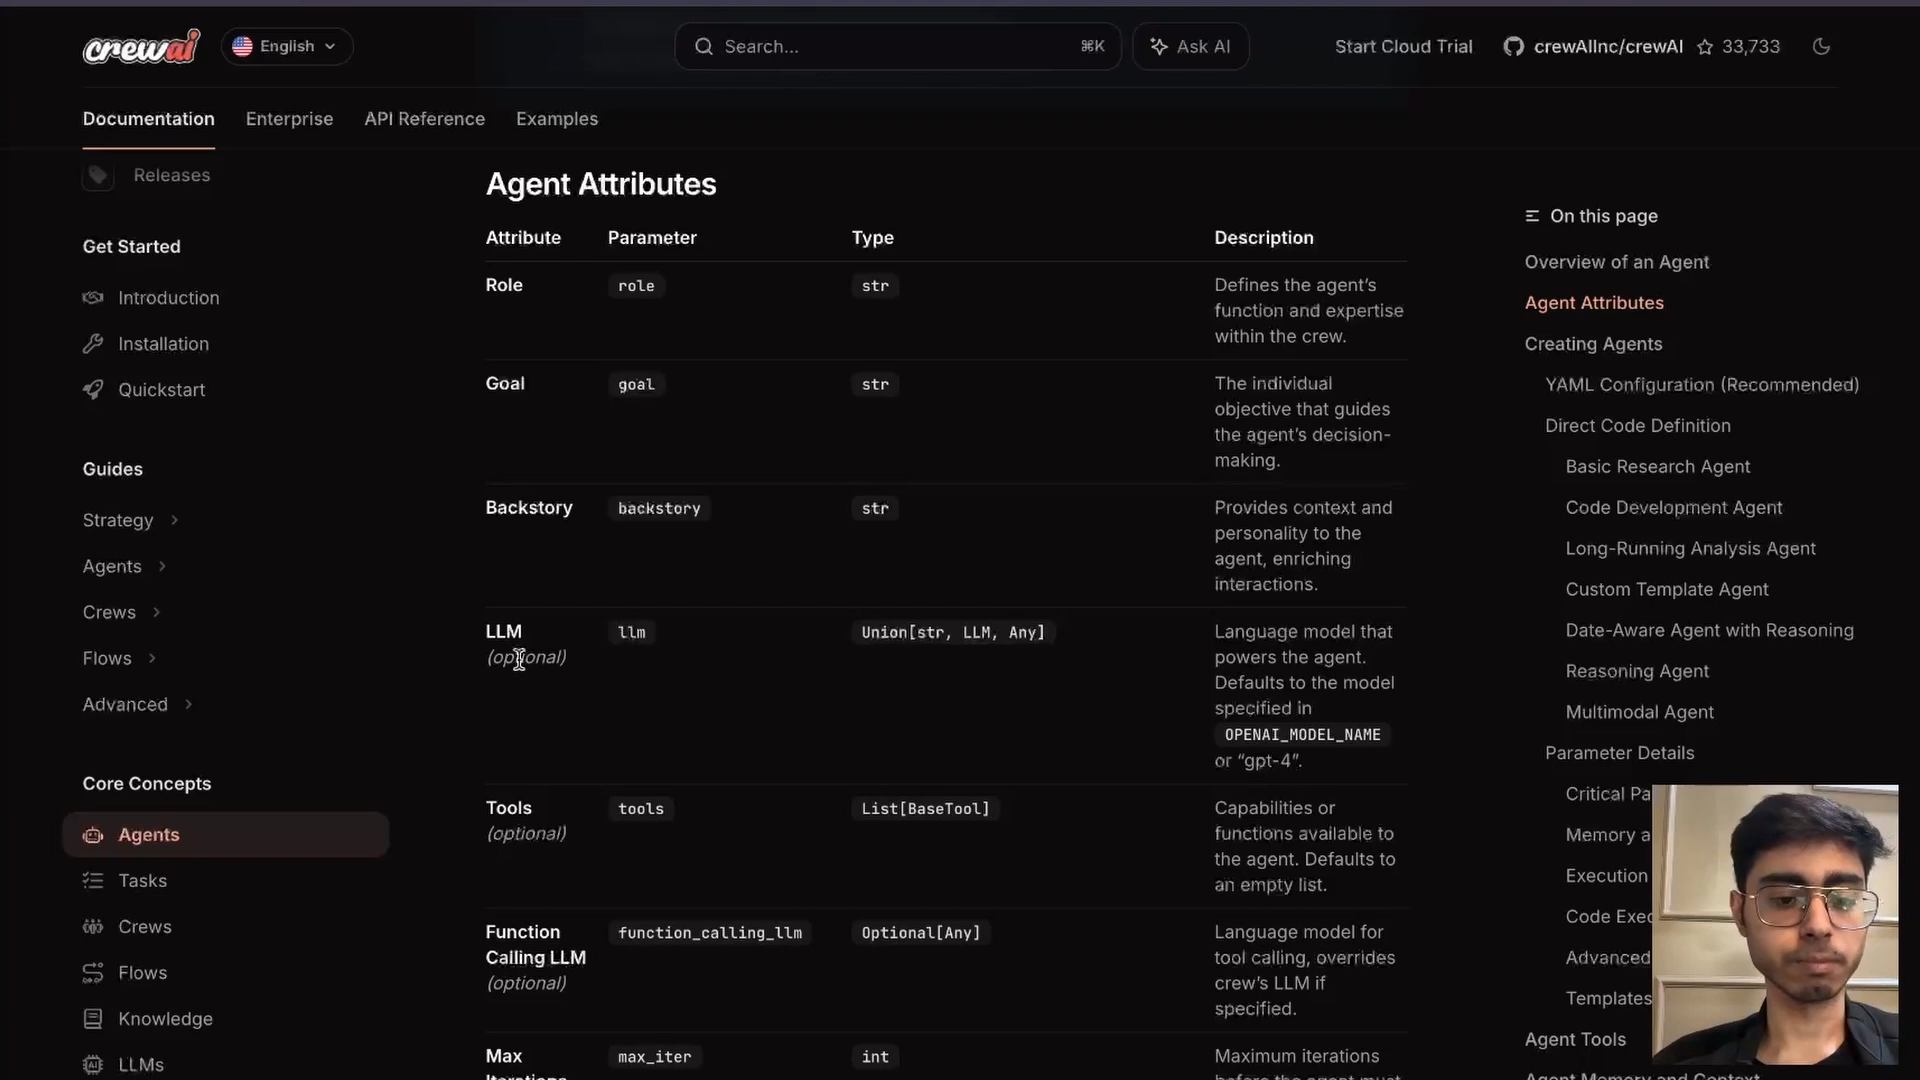 crewai
English
Search...
⌘K
Ask AI
Start Cloud Trial
crewAIInc/crewAI
33,733
Documentation
Enterprise
API Reference
Examples
Releases
Get Started
Introduction
Installation
Quickstart
Guides
Strategy
Agents
Crews
Flows
Advanced
Core Concepts
Agents
Tasks
Crews
Flows
Knowledge
LLMs
Agent Attributes
Attribute Parameter Type Description
Role role str Defines the agent’s
function and expertise
within the crew.
Goal goal str The individual
objective that guides
the agent’s decision-
making.
Backstory backstory str Provides context and
personality to the
agent, enriching
interactions.
LLM llm Union[str, LLM, Any] Language model that
(optional) powers the agent.
Defaults to the model
specified in
OPENAI_MODEL_NAME
or “gpt-4”.
Tools tools List[BaseTool] Capabilities or
(optional) functions available to
the agent. Defaults to
an empty list.
Function function_calling_llm Optional[Any] Language model for
Calling LLM tool calling, overrides
(optional) crew’s LLM if
specified.
Max max_iter int Maximum iterations
On this page
Overview of an Agent
Agent Attributes
Creating Agents
YAML Configuration (Recommended)
Direct Code Definition
Basic Research Agent
Code Development Agent
Long-Running Analysis Agent
Custom Template Agent
Date-Aware Agent with Reasoning
Reasoning Agent
Multimodal Agent
Parameter Details
Critical Pa
Memory a
Execution
Code Exec
Advanced
Templates
Agent Tools